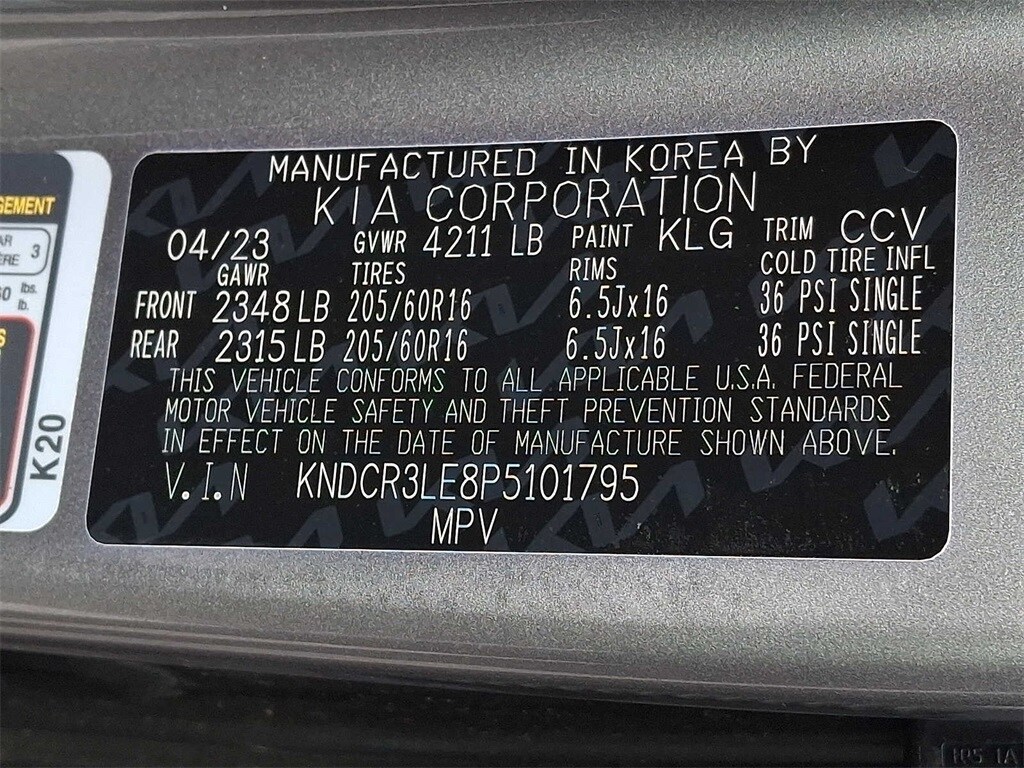 MANUFACTURED IN KOREA BY
KIA CORPORATION
04/23 GVWR 4211 LB PAINT KLG TRIM CCV
GAWR TIRES RIMS COLD TIRE INFL
FRONT 2348 LB 205/60R16 6.5Jx16 36 PSI SINGLE
REAR 2315 LB 205/60R16 6.5Jx16 36 PSI SINGLE
THIS VEHICLE CONFORMS TO ALL APPLICABLE U.S.A. FEDERAL
MOTOR VEHICLE SAFETY AND THEFT PREVENTION STANDARDS
IN EFFECT ON THE DATE OF MANUFACTURE SHOWN ABOVE.
V.I.N KNDCR3LE8P5101795
MPV
3
lbs.
lb.
K20